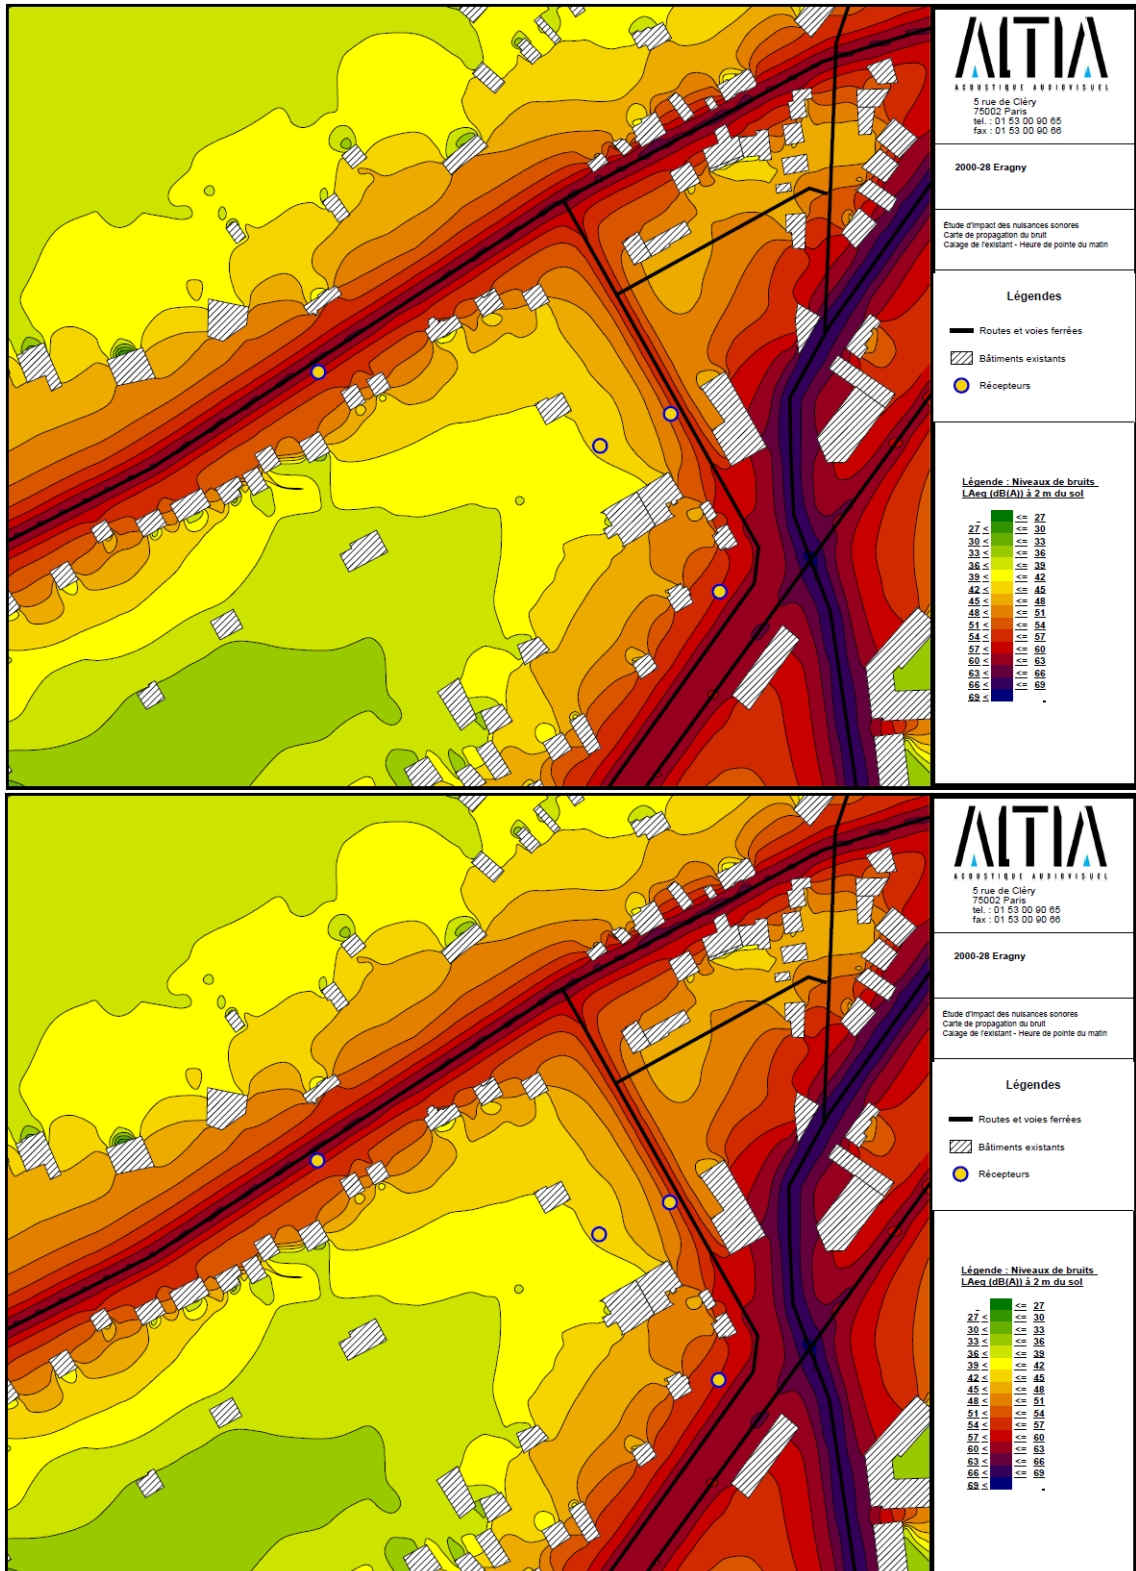 ALTIA
ACOUSTIQUE AUDIOVISUEL
5 rue de Cléry
75002 Paris
tel. : 01 53 00 90 65
fax : 01 53 00 90 66
2000-28 Eragny
Étude d'impact des nuisances sonores
Carte de propagation du bruit
Calage de l'existant - Heure de pointe du matin
Légendes
Routes et voies ferrées
Bâtiments existants
Récepteurs
Légende : Niveaux de bruits
LAeq (dB(A)) à 2 m du sol
- <= 27
27 < <= 30
30 < <= 33
33 < <= 36
36 < <= 39
39 < <= 42
42 < <= 45
45 < <= 48
48 < <= 51
51 < <= 54
54 < <= 57
57 < <= 60
60 < <= 63
63 < <= 66
66 < <= 69
69 < -
ALTIA
ACOUSTIQUE AUDIOVISUEL
5 rue de Cléry
75002 Paris
tel. : 01 53 00 90 65
fax : 01 53 00 90 66
2000-28 Eragny
Étude d'impact des nuisances sonores
Carte de propagation du bruit
Calage de l'existant - Heure de pointe du matin
Légendes
Routes et voies ferrées
Bâtiments existants
Récepteurs
Légende : Niveaux de bruits
LAeq (dB(A)) à 2 m du sol
- <= 27
27 < <= 30
30 < <= 33
33 < <= 36
36 < <= 39
39 < <= 42
42 < <= 45
45 < <= 48
48 < <= 51
51 < <= 54
54 < <= 57
57 < <= 60
60 < <= 63
63 < <= 66
66 < <= 69
69 < -